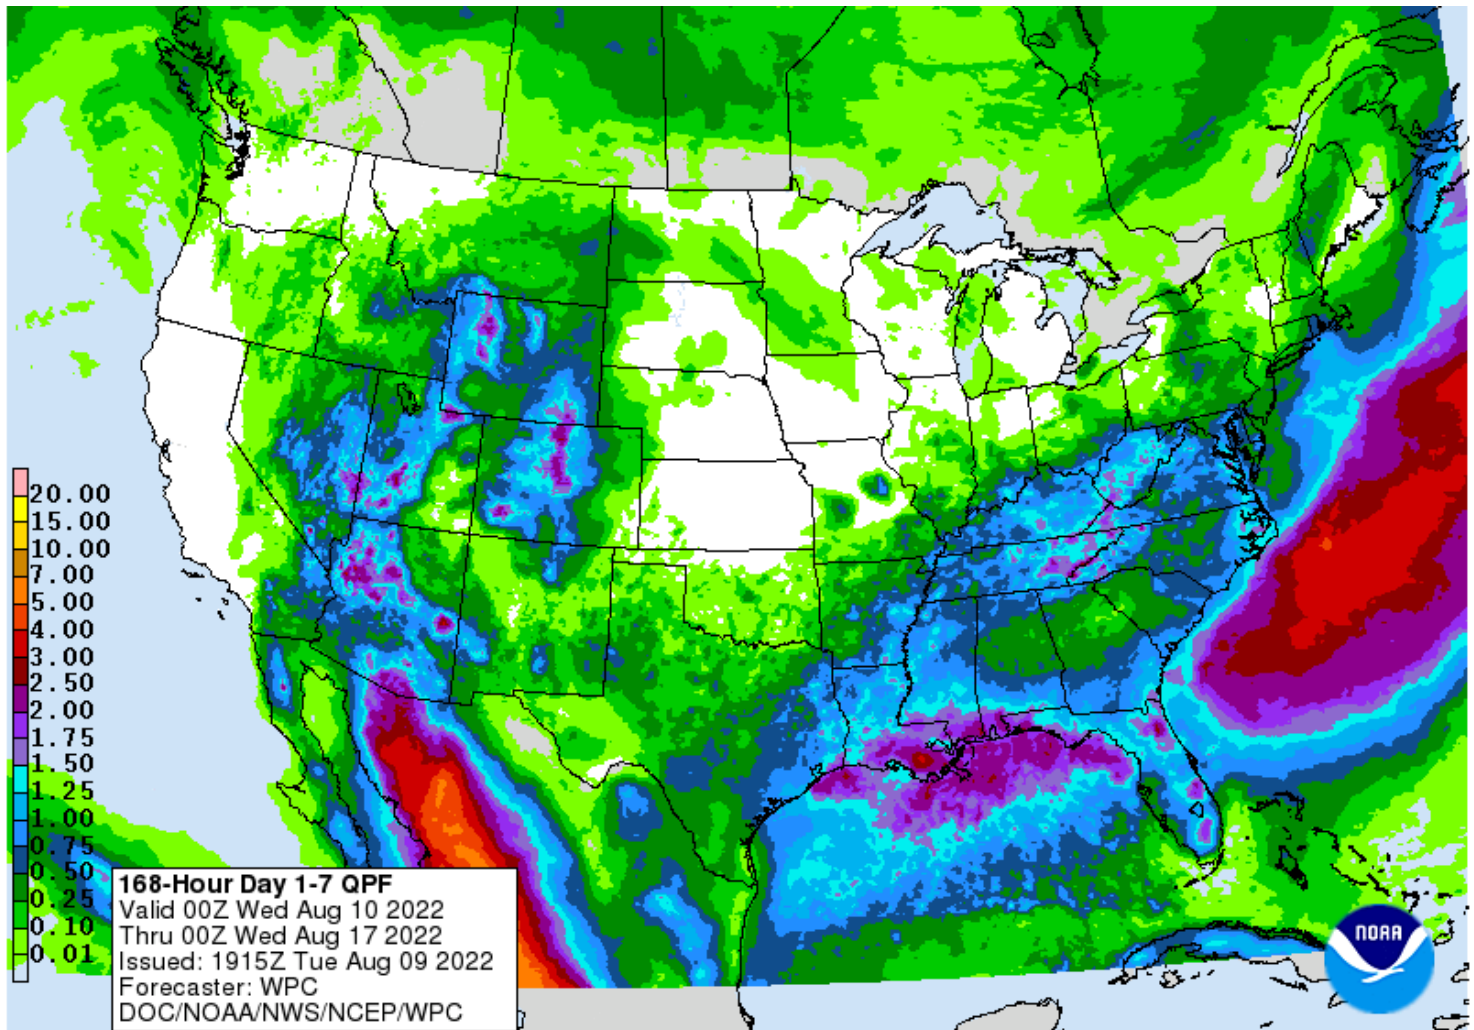 20.00
15.00
10.00
7.00
5.00
4.00
3.00
2.50
2.00
1.75
1.50
1.25
1.00
0.75
0.50
0.25
0.10
0.01
168-Hour Day 1-7 QPF
Valid 00Z Wed Aug 10 2022
Thru 00Z Wed Aug 17 2022
Issued: 1915Z Tue Aug 09 2022
Forecaster: WPC
DOC/NOAA/NWS/NCEP/WPC
NOAA